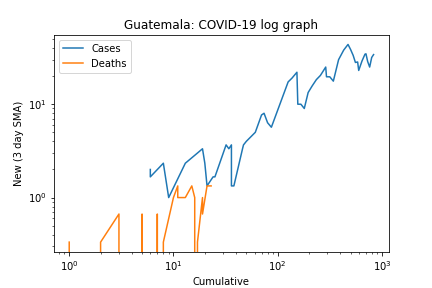 Guatemala: COVID-19 log graph
Cases
Deaths
New (3 day SMA)
10¹
10⁰
10⁰ 10¹ 10² 10³
Cumulative